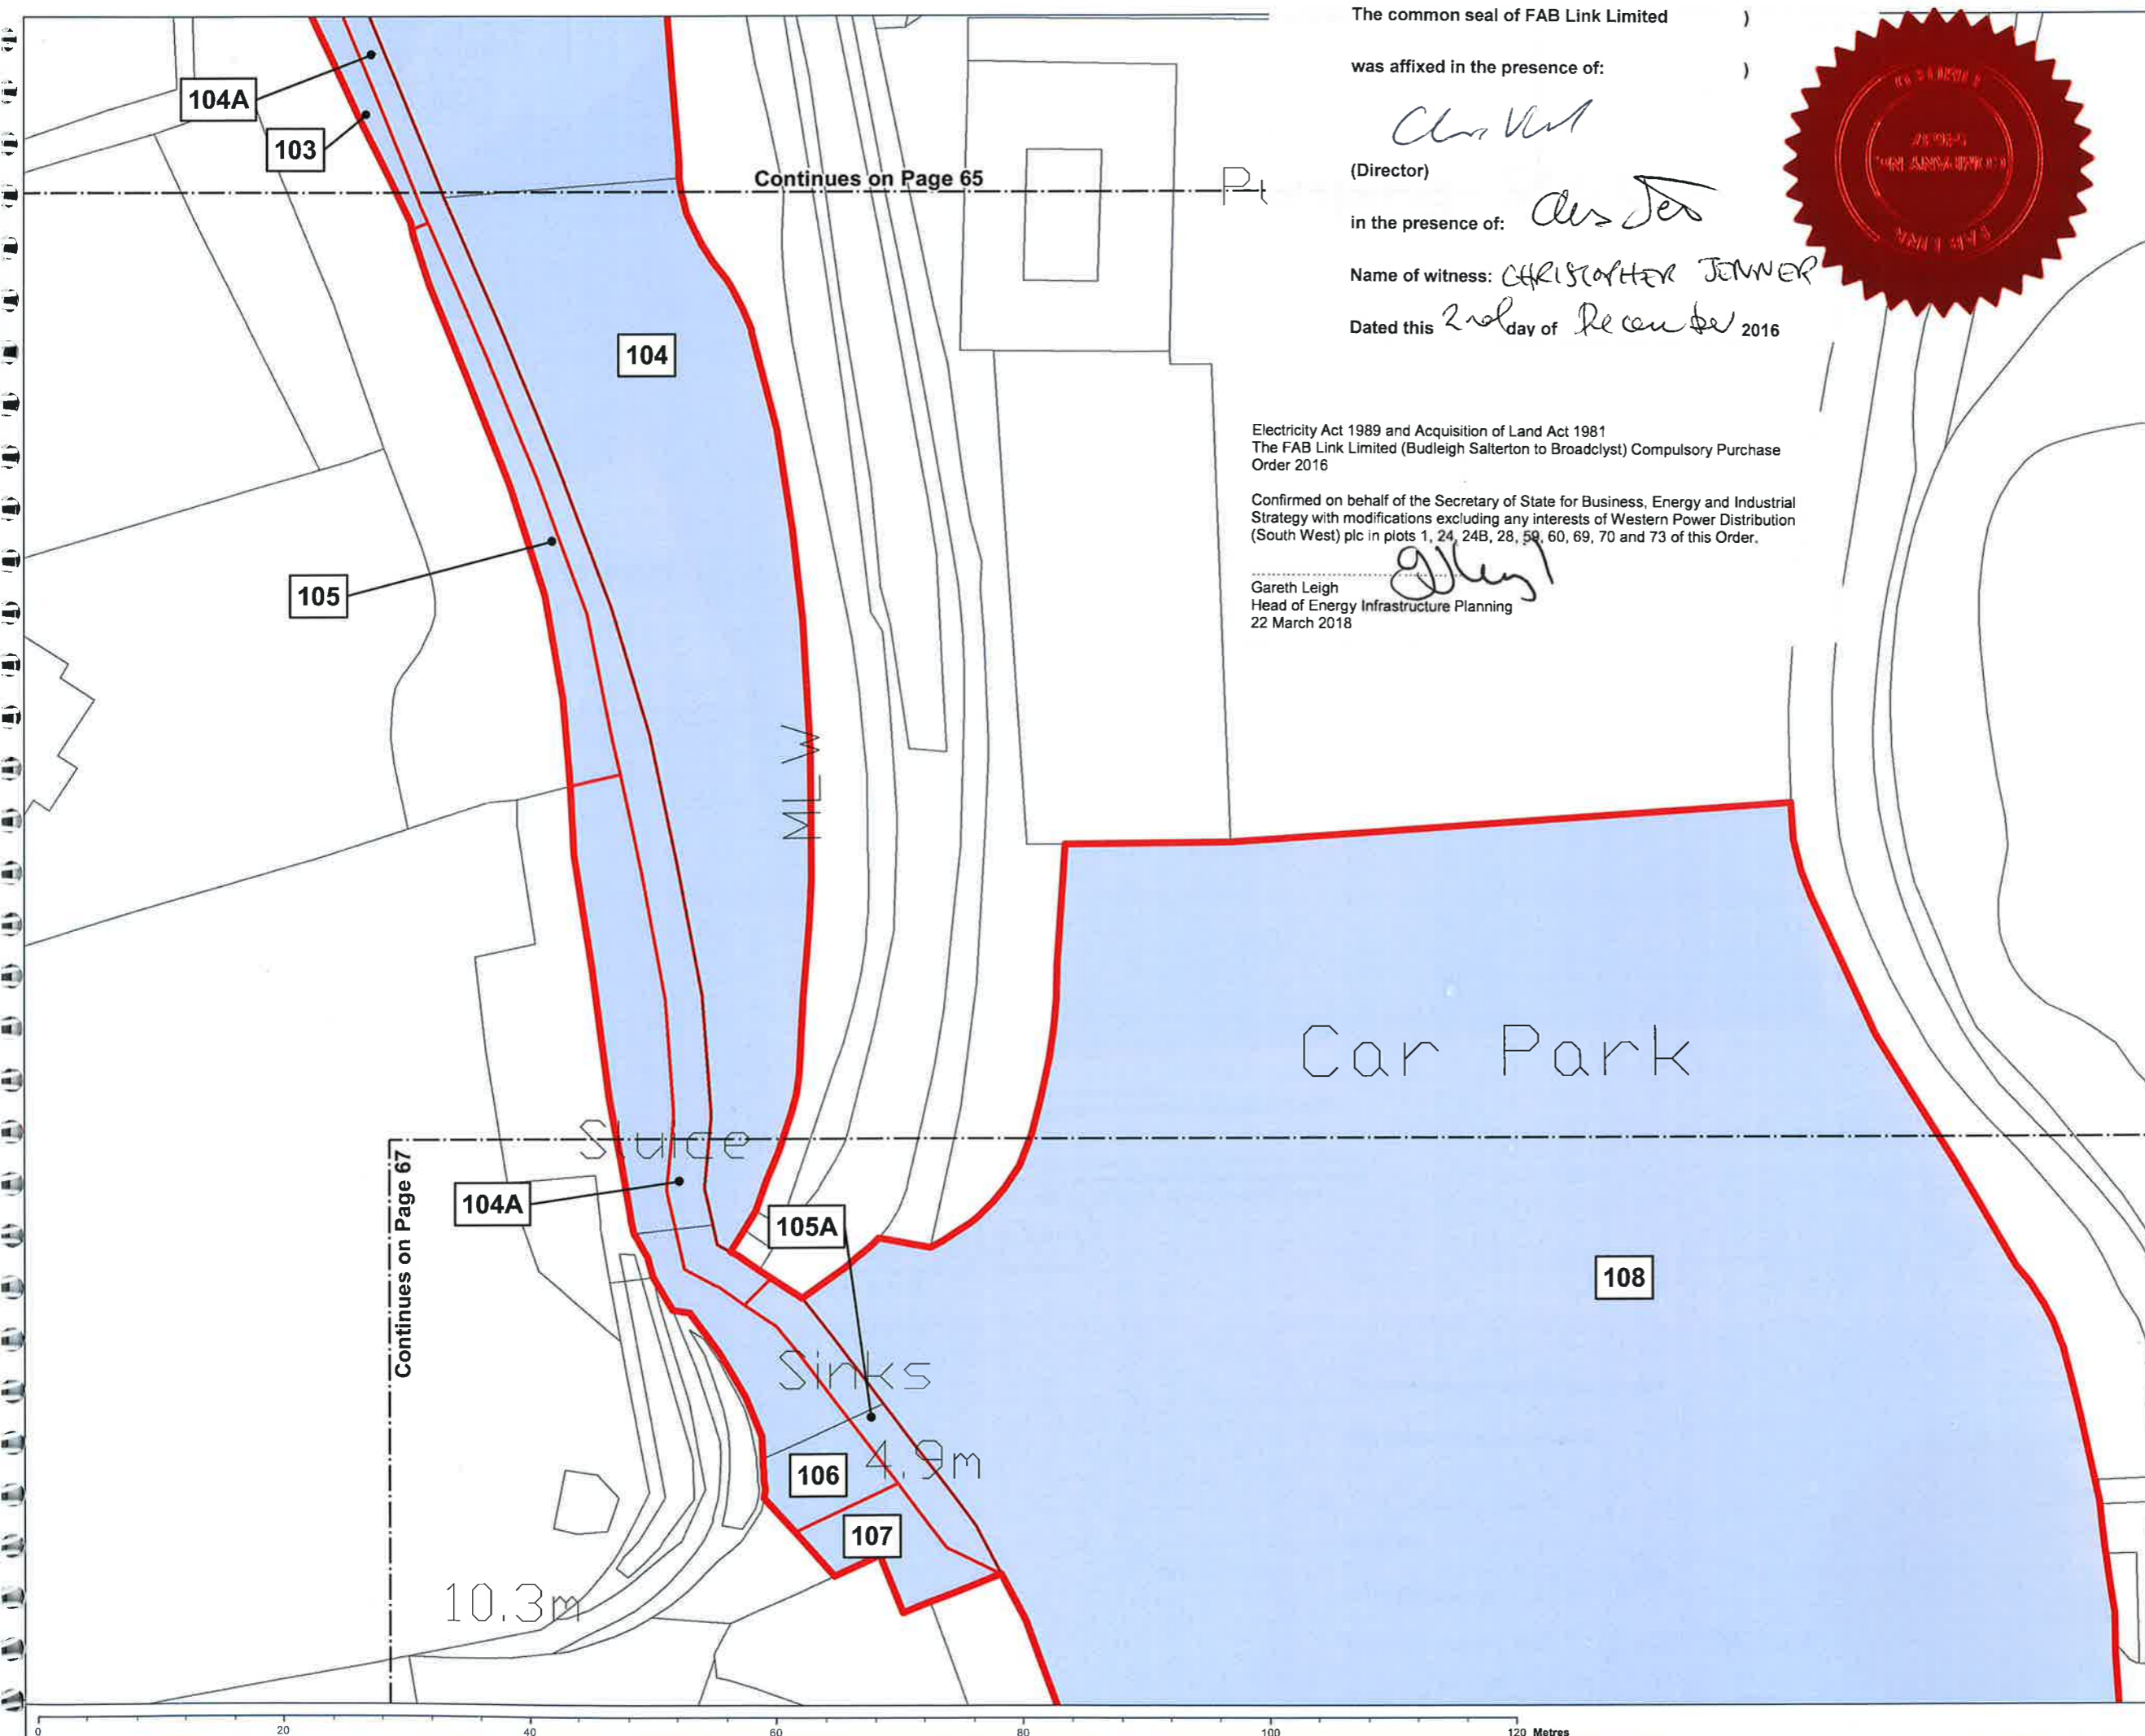 The common seal of FAB Link Limited )
was affixed in the presence of: )
(Director)
in the presence of:
Name of witness: CHRISTOPHER JENNER
Dated this 2nd day of December 2016
COMPANY NO.
FAB LINK
Electricity Act 1989 and Acquisition of Land Act 1981
The FAB Link Limited (Budleigh Salterton to Broadclyst) Compulsory Purchase
Order 2016
Confirmed on behalf of the Secretary of State for Business, Energy and Industrial
Strategy with modifications excluding any interests of Western Power Distribution
(South West) plc in plots 1, 24, 24B, 28, 59, 60, 69, 70 and 73 of this Order.
Gareth Leigh
Head of Energy Infrastructure Planning
22 March 2018
104A
103
Continues on Page 65
104
105
MLW
Car Park
Sluice
Continues on Page 67
104A
105A
108
Sinks
4.9m
106
107
10.3m
0 20 40 60 80 100 120 Metres